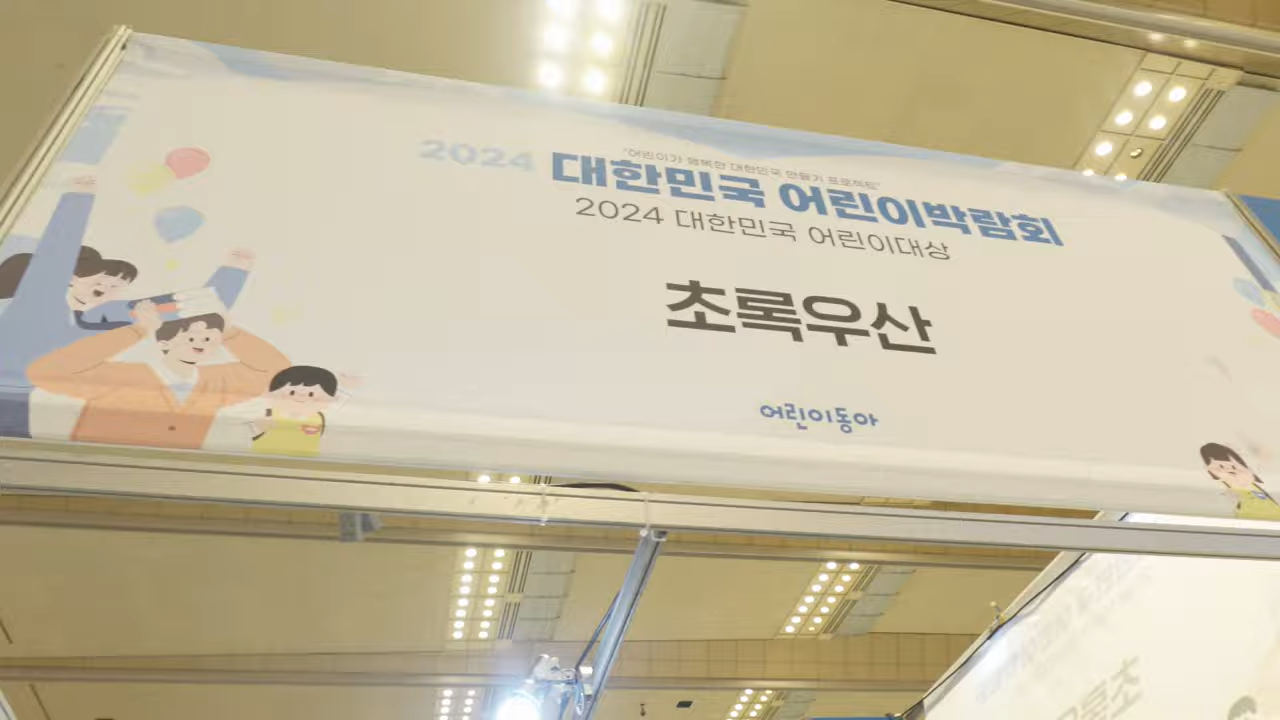 "어린이가 행복한 대한민국 만들기 프로젝트"
2024 대한민국 어린이박람회
2024 대한민국 어린이대상
초록우산
어린이동아